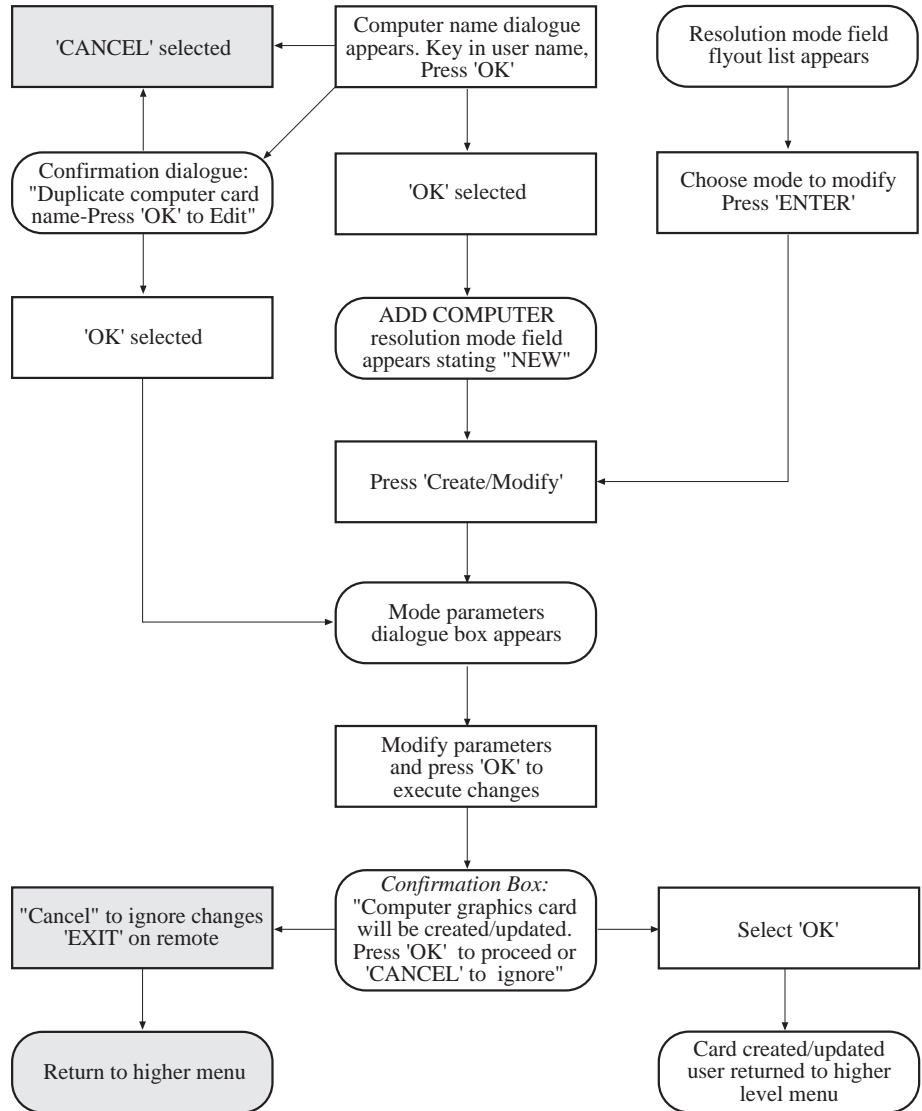 'CANCEL' selected
Computer name dialogue
appears. Key in user name,
Press 'OK'
Resolution mode field
flyout list appears
Confirmation dialogue:
"Duplicate computer card
name-Press 'OK' to Edit"
'OK' selected
Choose mode to modify
Press 'ENTER'
'OK' selected
ADD COMPUTER
resolution mode field
appears stating "NEW"
Press 'Create/Modify'
Mode parameters
dialogue box appears
Modify parameters
and press 'OK' to
execute changes
"Cancel" to ignore changes
'EXIT' on remote
Confirmation Box:
"Computer graphics card
will be created/updated.
Press 'OK' to proceed or
'CANCEL' to ignore"
Select 'OK'
Return to higher menu
Card created/updated
user returned to higher
level menu